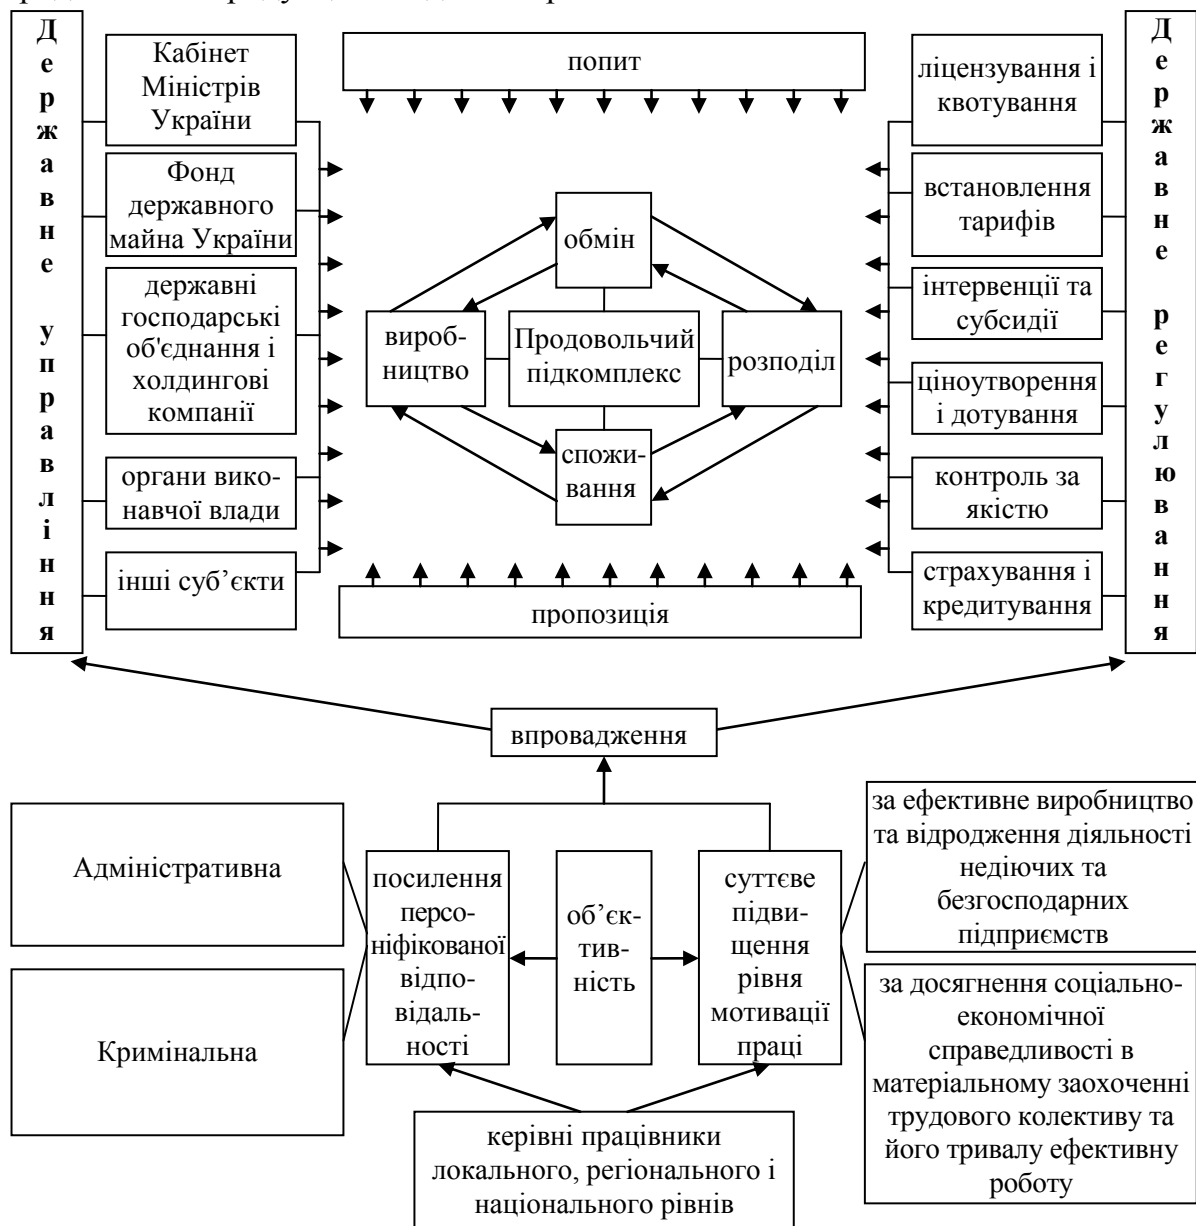 Державне управління
Кабінет
Міністрів
України
Фонд
державного
майна України
державні
господарські
об'єднання і
холдингові
компанії
органи вико-
навчої влади
інші суб’єкти
попит
обмін
вироб-
ництво
Продовольчий
підкомплекс
розподіл
спожи-
вання
пропозиція
ліцензування і
квотування
встановлення
тарифів
інтервенції та
субсидії
ціноутворення
і дотування
контроль за
якістю
страхування і
кредитування
Державне регулювання
впровадження
Адміністративна
Кримінальна
посилення
персо-
ніфікованої
відпо-
відаль-
ності
об’єк-
тив-
ність
суттєве
підви-
щення
рівня
мотивації
праці
за ефективне виробництво
та відродження діяльності
недіючих та
безгосподарних
підприємств
за досягнення соціально-
економічної
справедливості в
матеріальному заохоченні
трудового колективу та
його тривалу ефективну
роботу
керівні працівники
локального, регіонального і
національного рівнів